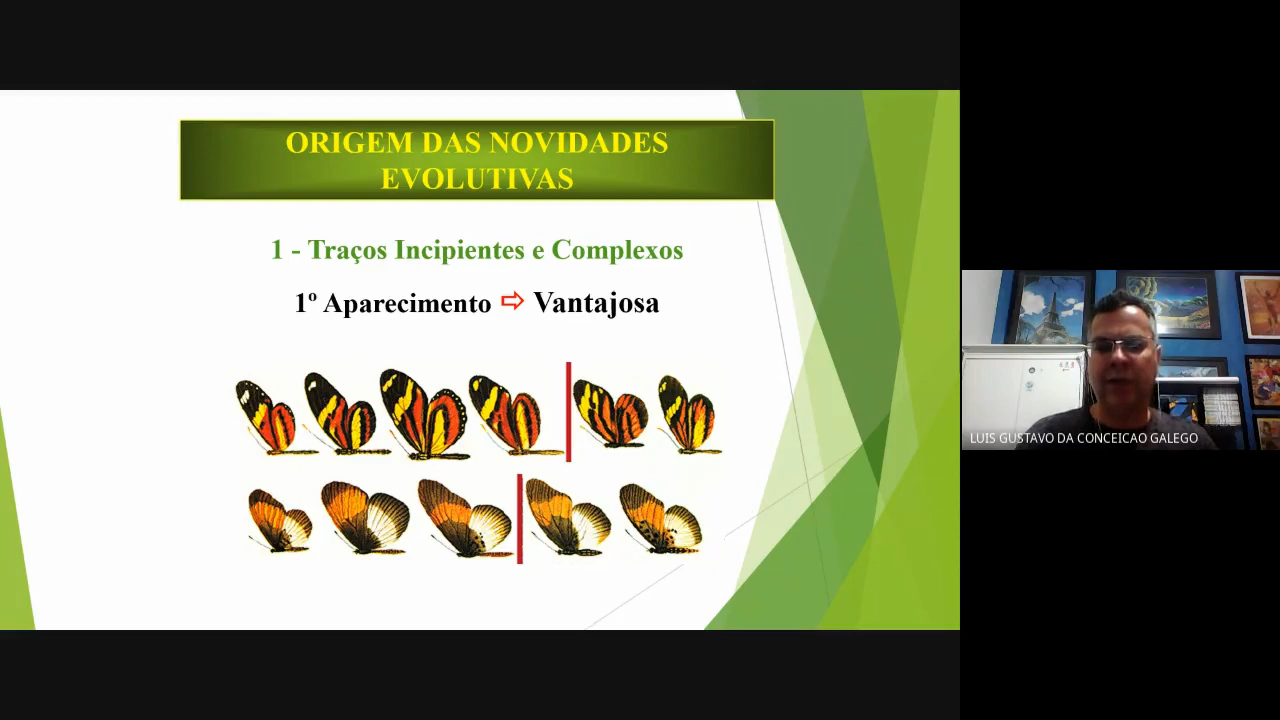 ORIGEM DAS NOVIDADES
EVOLUTIVAS
1 - Traços Incipientes e Complexos
1º Aparecimento ⇨ Vantajosa
LUIS GUSTAVO DA CONCEICAO GALEGO